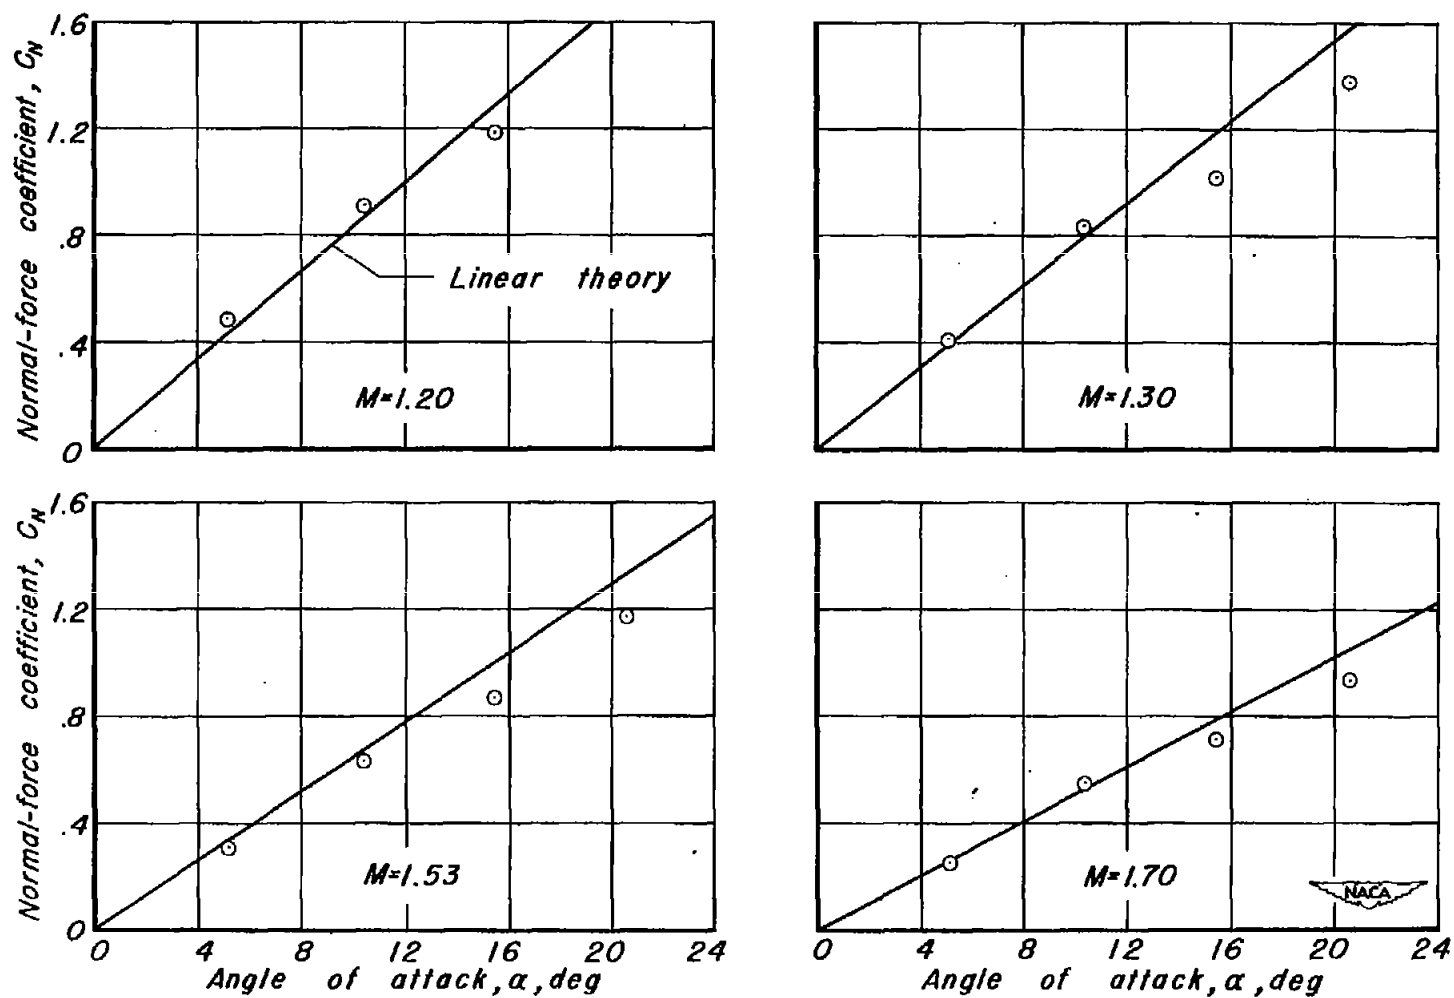 1.6
1.2
.8
.4
0
Normal-force coefficient, CN
Linear theory
M=1.20
M=1.30
1.6
1.2
.8
.4
0
Normal-force coefficient, CN
M=1.53
M=1.70
NACA
0 4 8 12 16 20 24
0 4 8 12 16 20 24
Angle of attack, α, deg
Angle of attack, α, deg